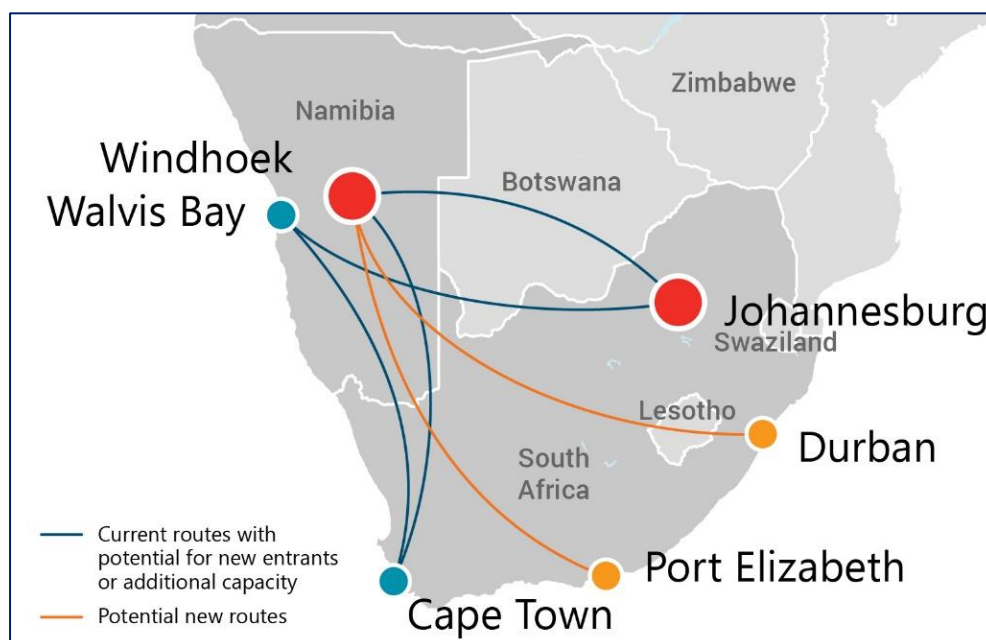 Zimbabwe
Namibia
Windhoek
Botswana
Walvis Bay
Johannesburg
Swaziland
Lesotho
Durban
South
Africa
Port Elizabeth
Cape Town
Current routes with
potential for new entrants
or additional capacity
Potential new routes